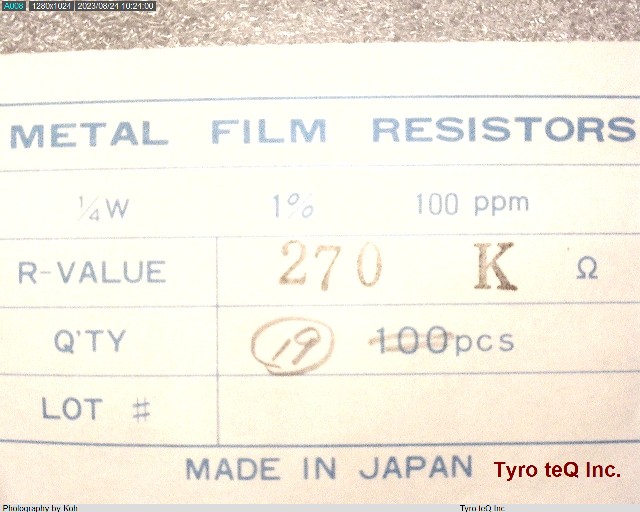 A008 1280x1024 2023/08/24 10:24:00
METAL FILM RESISTORS
¼W 1% 100 ppm
R-VALUE 270 K Ω
Q'TY 19 100pcs
LOT #
MADE IN JAPAN Tyro teQ Inc.
Photography by Koh Tyro teQ Inc